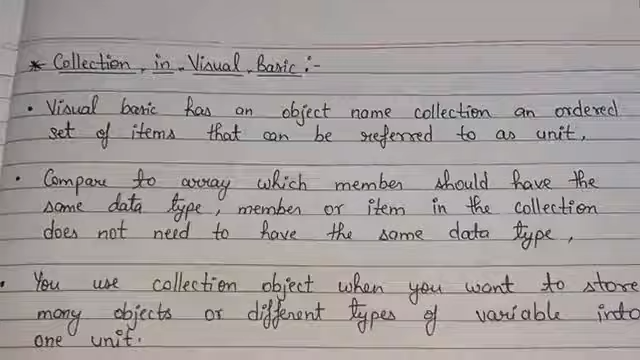 * Collection in Visual Basic :-
• Visual basic has an object name collection an ordered
set of items that can be referred to as unit.
• Compare to array which member should have the
same data type, member or item in the collection
does not need to have the same data type,
• You use collection object when you want to store
many objects or different types of variable into
one unit.